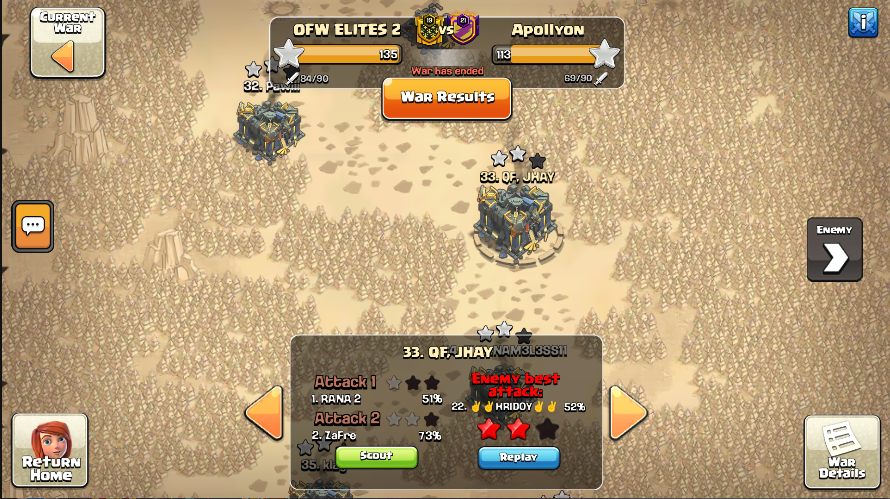 Current
War
OFW ELITES 2
19
vs
21
Apollyon
135
113
War has ended
84/90
69/90
War Results
33. QF, JHAY
ENEMY
33. QF, JHAY
Attack 1
1. RANA 2
51%
Attack 2
2. ZaFre
73%
Scout
Enemy best
attack:
22. ✌✌HRIDOY✌✌ 52%
Replay
Return
Home
War
Details